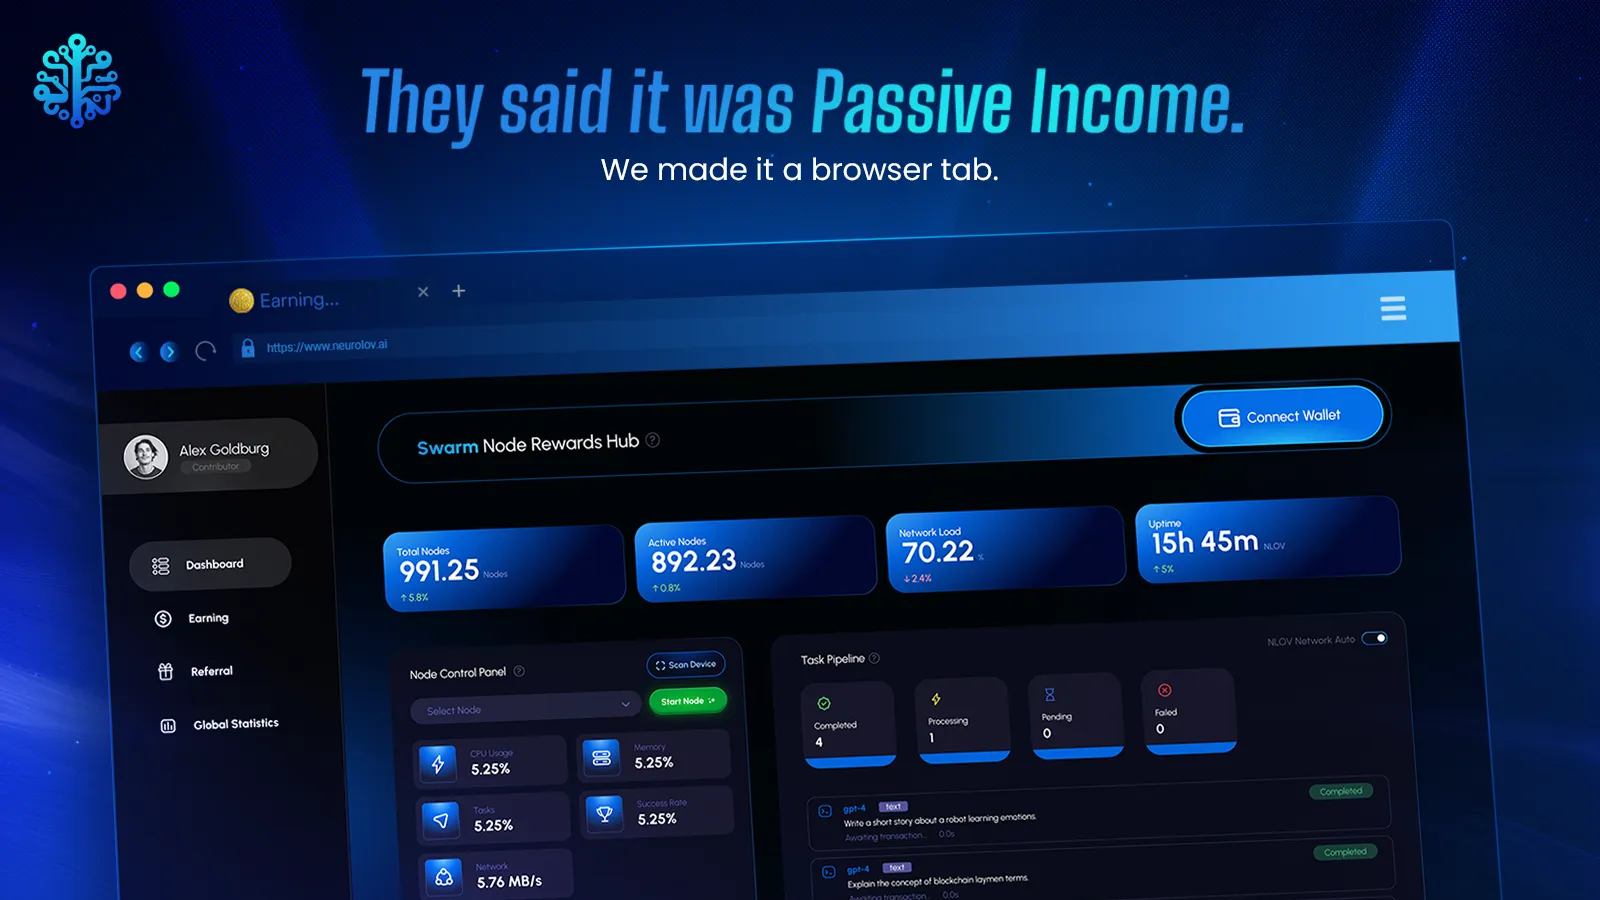 They said it was Passive Income.
We made it a browser tab.
Earning...
https://www.neurolov.ai
Alex Goldburg
Contributor
Swarm Node Rewards Hub
Connect Wallet
Dashboard
Earning
Referral
Global Statistics
Total Nodes
991.25 Nodes
↑ 5.8%
Active Nodes
892.23 Nodes
↑ 0.8%
Network Load
70.22 %
↓ 2.4%
Uptime
15h 45m NLOV
↑ 5%
Node Control Panel
Scan Device
Select Node
Start Node
CPU Usage
5.25%
Memory
5.25%
Tasks
5.25%
Success Rate
5.25%
Network
5.76 MB/s
Task Pipeline
NLOV Network Auto
Completed
4
Processing
1
Pending
0
Failed
0
gpt-4 text
Completed
Write a short story about a robot learning emotions.
Awaiting transaction... 0.0s
gpt-4 text
Completed
Explain the concept of blockchain laymen terms.
Awaiting transaction... 0.0s